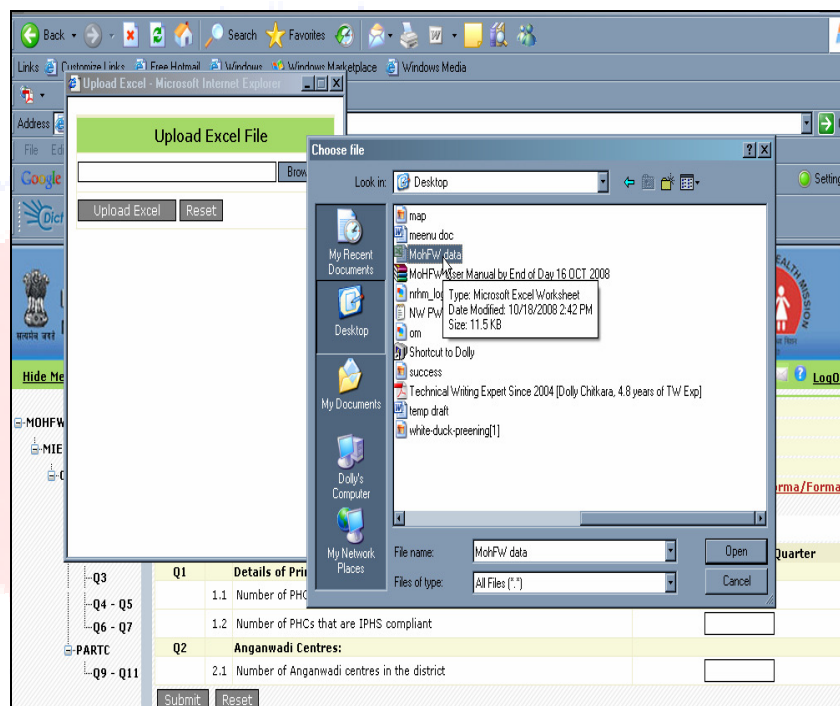 Back
Search
Favorites
Links
Customize Links
Free Hotmail
Windows
Windows Marketplace
Windows Media
Upload Excel - Microsoft Internet Explorer
Address
File
Google
Setting
Upload Excel File
Upload Excel
Reset
Choose file
Look in:
Desktop
My Recent
Documents
Desktop
My Documents
Dolly's
Computer
My Network
Places
map
meenu doc
MohFW data
MoHFW User Manual by End of Day 16 OCT 2008
Type: Microsoft Excel Worksheet
Date Modified: 10/18/2008 2:42 PM
Size: 11.5 KB
om
Shortcut to Dolly
success
Technical Writing Expert Since 2004 [Dolly Chitkara, 4.8 years of TW Exp]
temp draft
white-duck-preening[1]
File name:
MohFW data
Open
Files of type:
All Files (*.*)
Cancel
सत्यमेव जयते
MISSION
Hide Me
LogO
MOHFW
MIE
Q3
Q4 - Q5
Q6 - Q7
PARTC
Q9 - Q11
orma/Forma
Quarter
Q1 Details of Pri
1.1 Number of PHC
1.2 Number of PHCs that are IPHS compliant
Q2 Anganwadi Centres:
2.1 Number of Anganwadi centres in the district
Submit
Reset